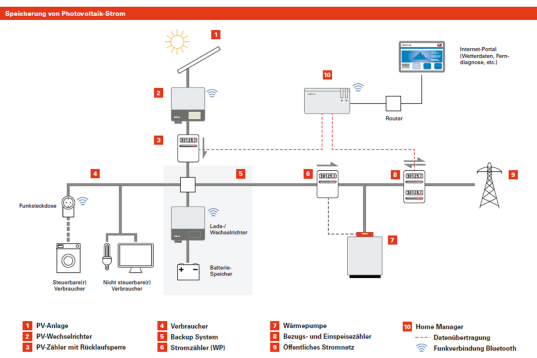 Speicherung von Photovoltaik-Strom
1
Internet-Portal
(Wetterdaten, Fern-
diagnose, etc.)
10
2
Router
3
4
5
6
8
9
Funksteckdose
Lade-/
Wechselrichter
7
Batterie-
Speicher
Steuerbare(r)
Verbraucher
Nicht steuerbare(r)
Verbraucher
1 PV-Anlage
2 PV-Wechselrichter
3 PV-Zähler mit Rücklaufsperre
4 Verbraucher
5 Backup System
6 Stromzähler (WP)
7 Wärmepumpe
8 Bezugs- und Einspeisezähler
9 Öffentliches Stromnetz
10 Home Manager
Datenübertragung
Funkverbindung Bluetooth